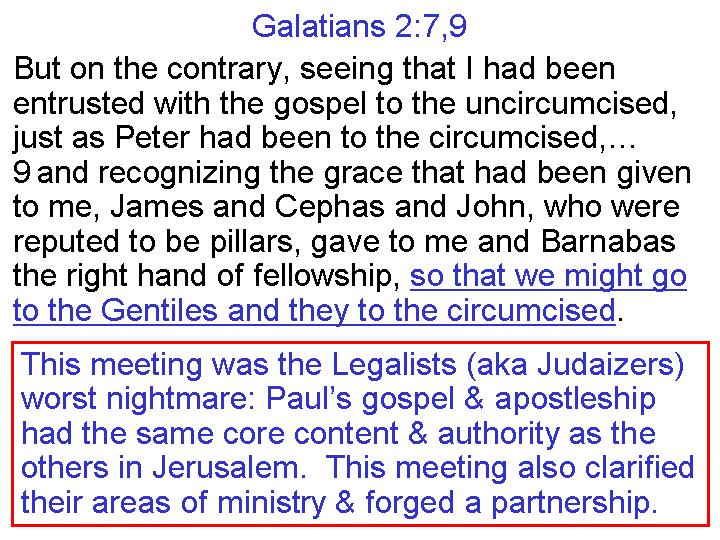 Galatians 2:7,9
But on the contrary, seeing that I had been
entrusted with the gospel to the uncircumcised,
just as Peter had been to the circumcised,…
9 and recognizing the grace that had been given
to me, James and Cephas and John, who were
reputed to be pillars, gave to me and Barnabas
the right hand of fellowship, so that we might go
to the Gentiles and they to the circumcised.
This meeting was the Legalists (aka Judaizers)
worst nightmare: Paul’s gospel & apostleship
had the same core content & authority as the
others in Jerusalem.  This meeting also clarified
their areas of ministry & forged a partnership.